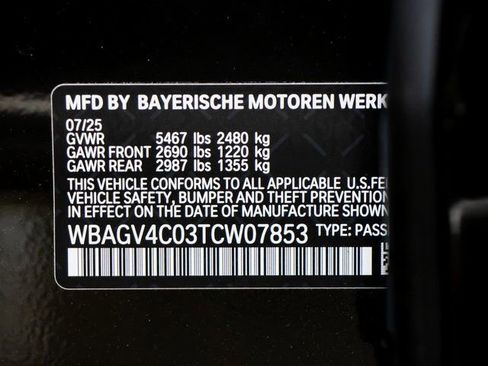 MFD BY BAYERISCHE MOTOREN WERK
07/25
GVWR 5467 lbs 2480 kg
GAWR FRONT 2690 lbs 1220 kg
GAWR REAR 2987 lbs 1355 kg
THIS VEHICLE CONFORMS TO ALL APPLICABLE U.S.FE
VEHICLE SAFETY, BUMPER AND THEFT PREVENTION
IN EFFECT ON THE DATE OF MANUFACTURE SHOWN
WBAGV4C03TCW07853 TYPE: PASS